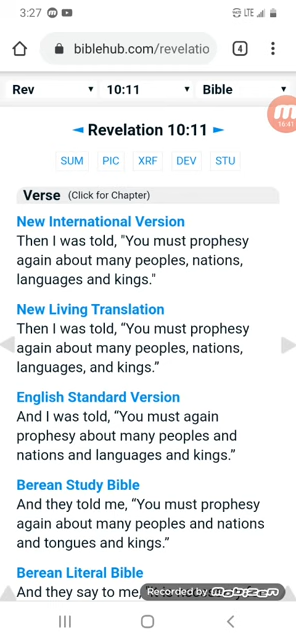 3:27 LTE
biblehub.com/revelatio 4
Rev 10:11 Bible
16:41
Revelation 10:11
SUM PIC XRF DEV STU
Verse (Click for Chapter)
New International Version
Then I was told, "You must prophesy
again about many peoples, nations,
languages and kings."
New Living Translation
Then I was told, “You must prophesy
again about many peoples, nations,
languages, and kings.”
English Standard Version
And I was told, “You must again
prophesy about many peoples and
nations and languages and kings.”
Berean Study Bible
And they told me, “You must prophesy
again about many peoples and nations
and tongues and kings.”
Berean Literal Bible
And they say to me,
Recorded by mobizen